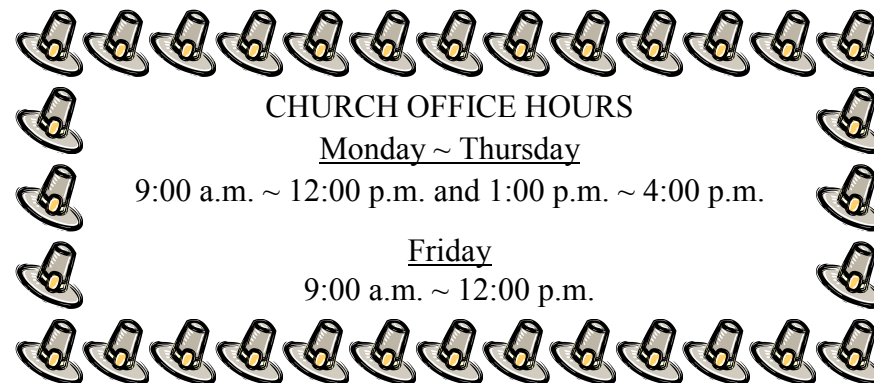 CHURCH OFFICE HOURS
Monday ~ Thursday
9:00 a.m. ~ 12:00 p.m. and 1:00 p.m. ~ 4:00 p.m.
Friday
9:00 a.m. ~ 12:00 p.m.